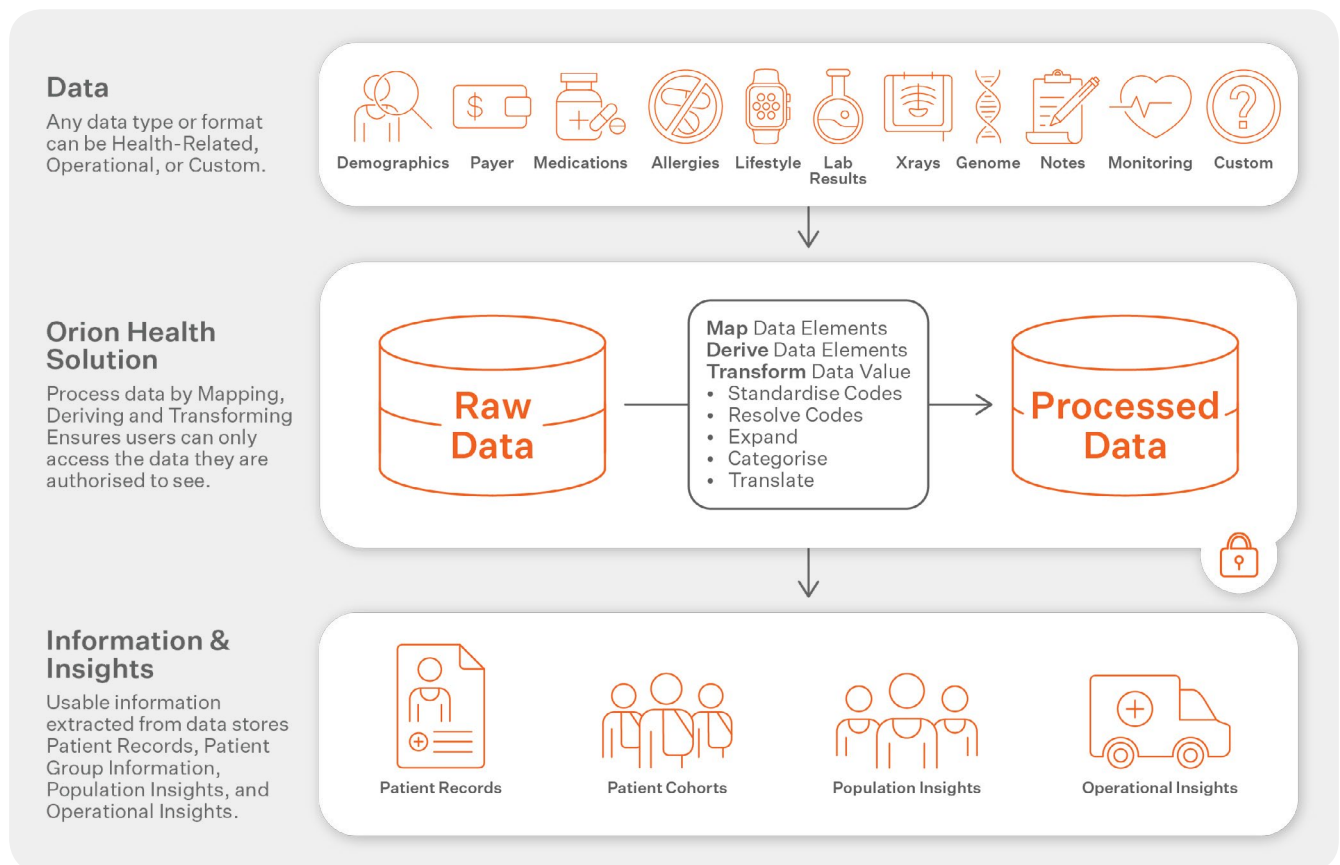 Data
Any data type or format
can be Health-Related,
Operational, or Custom.
$
Demographics
Payer
Medications
Allergies
Lifestyle
Lab
Results
Xrays
Genome
Notes
Monitoring
Custom
?
Orion Health
Solution
Process data by Mapping,
Deriving and Transforming
Ensures users can only
access the data they are
authorised to see.
Raw
Data
Map Data Elements
Derive Data Elements
Transform Data Value
• Standardise Codes
• Resolve Codes
• Expand
• Categorise
• Translate
Processed
Data
Information &
Insights
Usable information
extracted from data stores
Patient Records, Patient
Group Information,
Population Insights, and
Operational Insights.
Patient Records
Patient Cohorts
Population Insights
Operational Insights